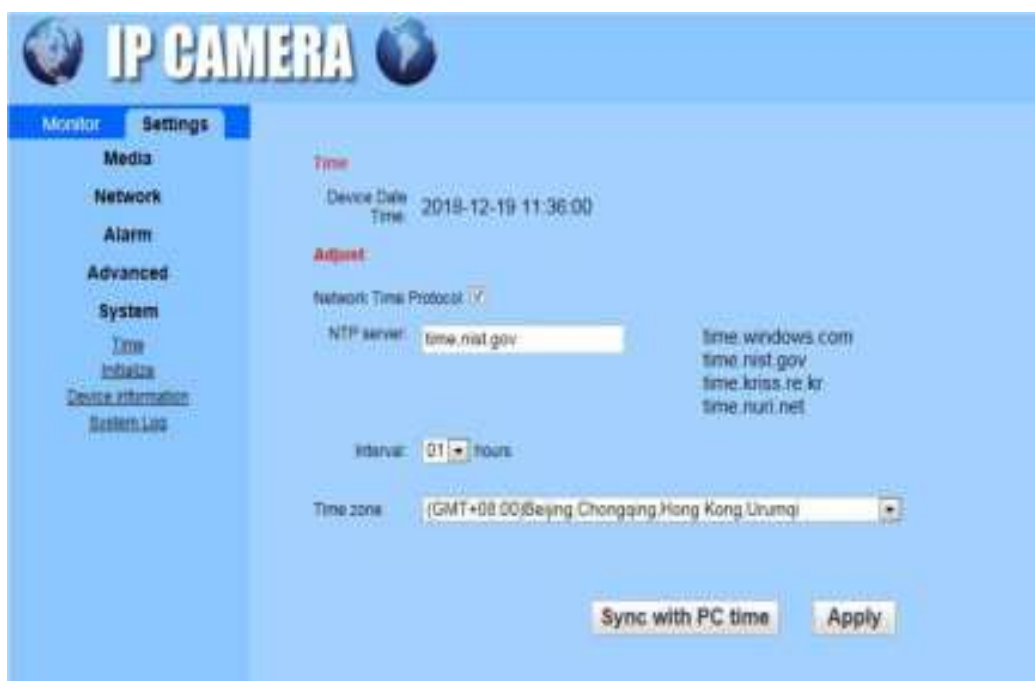 IP CAMERA
Monitor
Settings
Media
Network
Alarm
Advanced
System
Time
Initialize
Device Information
System Log
Time
Device Date
Time:
2018-12-19 11:36:00
Adjust
Network Time Protocol
NTP server:
time.nist.gov
time.windows.com
time.nist.gov
time.kriss.re.kr
time.nuri.net
Interval:
01
hours
Time zone
(GMT+08:00)Beijing,Chongqing,Hong Kong,Urumqi
Sync with PC time
Apply